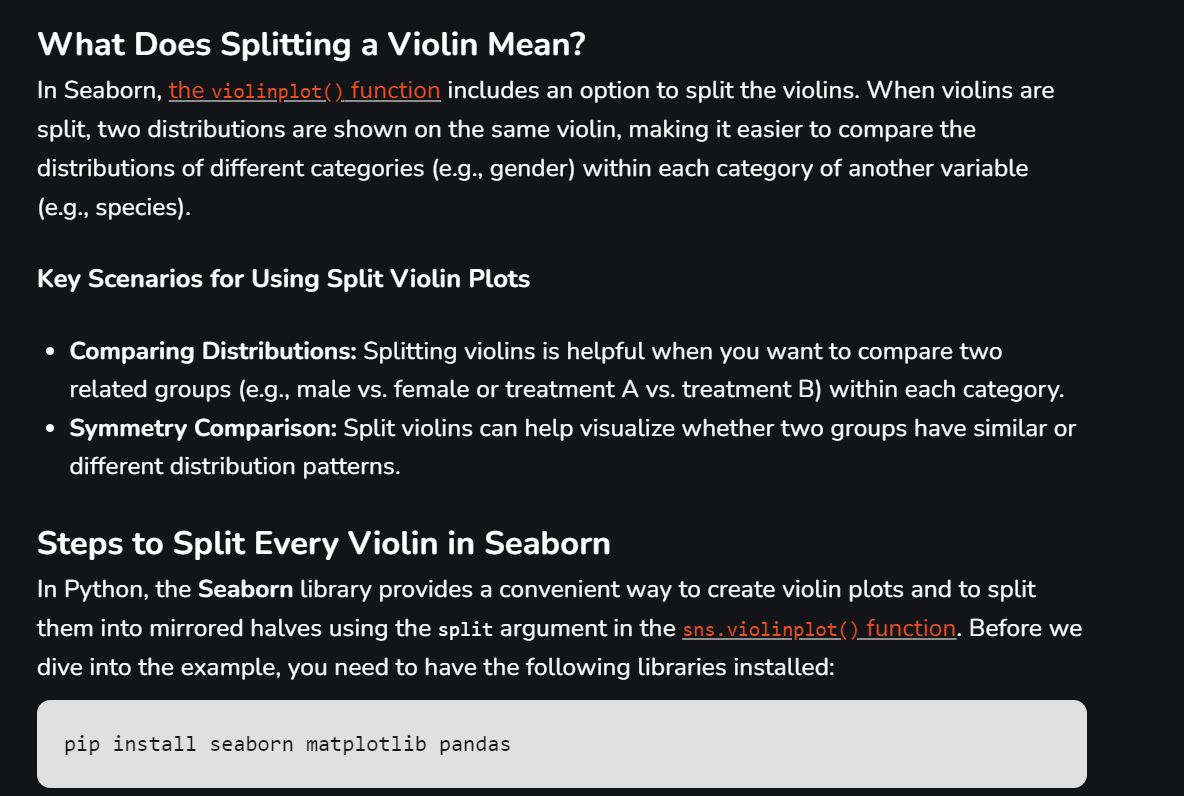 What Does Splitting a Violin Mean?
In Seaborn, the violinplot() function includes an option to split the violins. When violins are
split, two distributions are shown on the same violin, making it easier to compare the
distributions of different categories (e.g., gender) within each category of another variable
(e.g., species).
Key Scenarios for Using Split Violin Plots
• Comparing Distributions: Splitting violins is helpful when you want to compare two
related groups (e.g., male vs. female or treatment A vs. treatment B) within each category.
• Symmetry Comparison: Split violins can help visualize whether two groups have similar or
different distribution patterns.
Steps to Split Every Violin in Seaborn
In Python, the Seaborn library provides a convenient way to create violin plots and to split
them into mirrored halves using the split argument in the sns.violinplot() function. Before we
dive into the example, you need to have the following libraries installed:
pip install seaborn matplotlib pandas